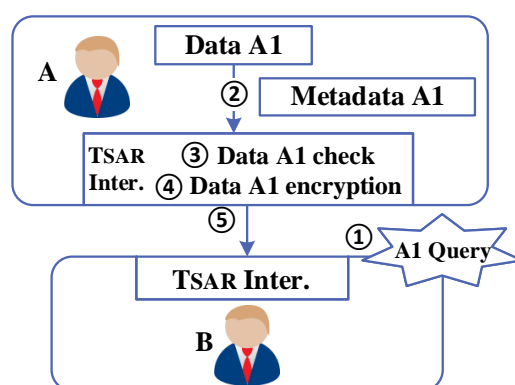 Data A1
A
②
Metadata A1
TSAR Inter.
③ Data A1 check
④ Data A1 encryption
⑤
①
A1 Query
TSAR Inter.
B